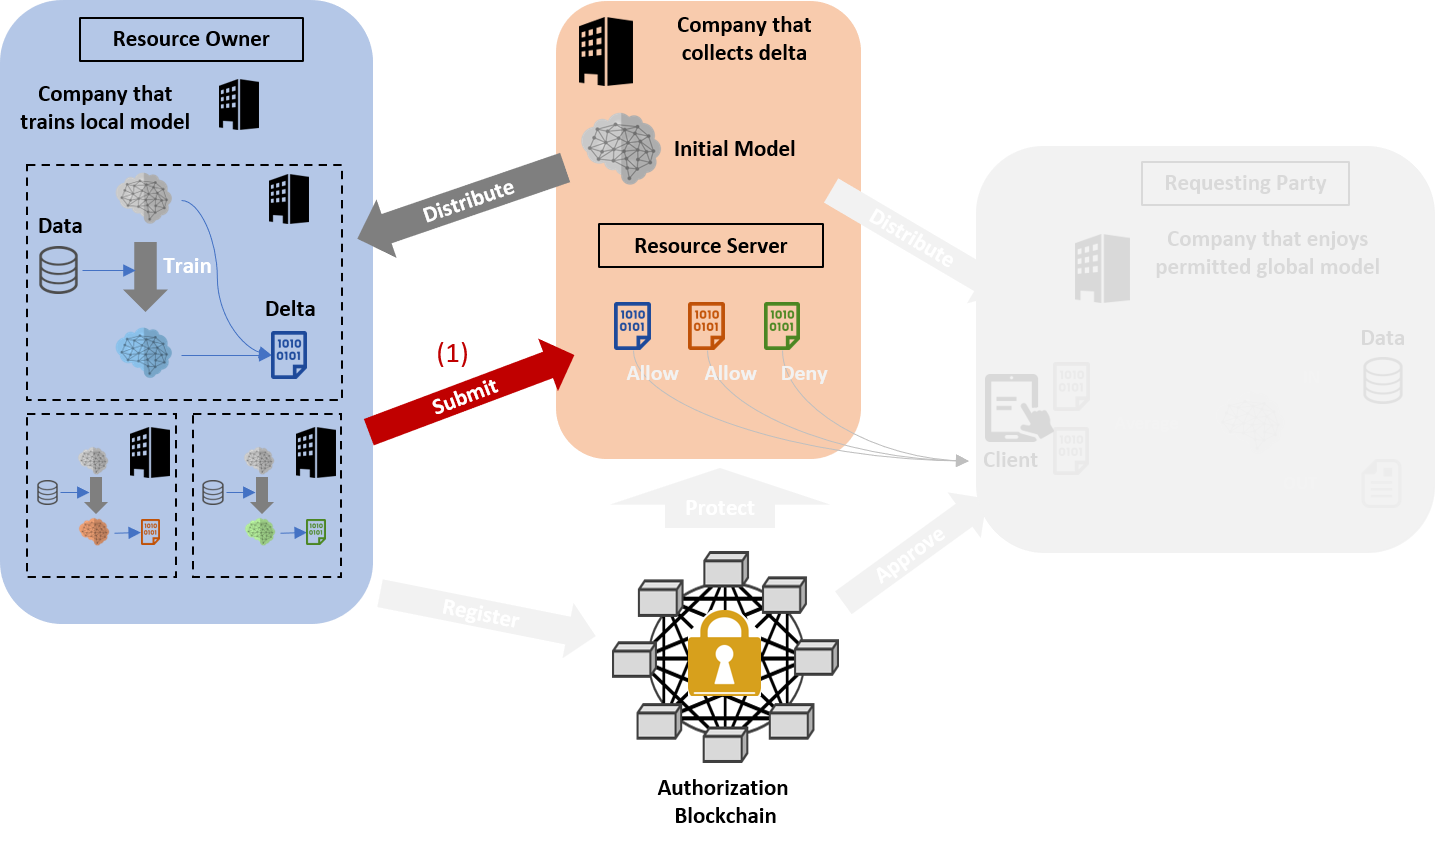 Resource Owner
Company that
trains local model
Data
Train
Delta
1010
0101
1010
0101
1010
0101
Distribute
(1)
Submit
Register
Company that
collects delta
Initial Model
Resource Server
1010
0101
1010
0101
1010
0101
Allow
Allow
Deny
Protect
Authorization
Blockchain
Distribute
Approve
Requesting Party
Company that enjoys
permitted global model
Data
1010
0101
1010
0101
Client